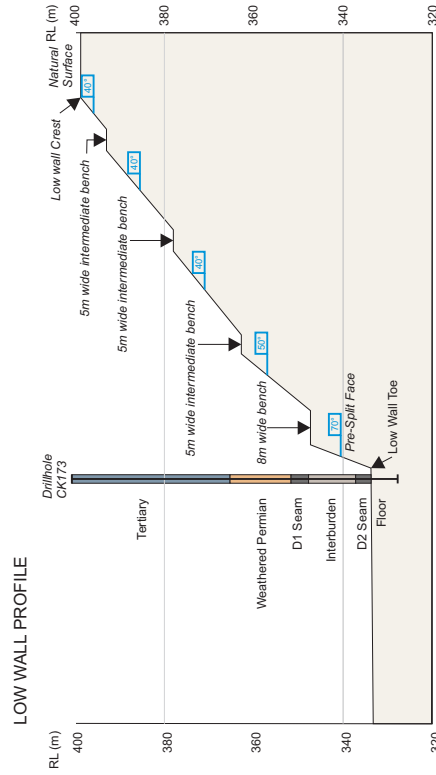 LOW WALL PROFILE
RL (m)
400
380
360
340
320
Drillhole
CK173
Tertiary
Weathered Permian
D1 Seam
Interburden
D2 Seam
Floor
Low Wall Toe
Pre-Split Face
70°
8m wide bench
50°
5m wide intermediate bench
40°
5m wide intermediate bench
40°
5m wide intermediate bench
Low wall Crest
40°
Natural
Surface
RL (m)
400
380
360
340
320